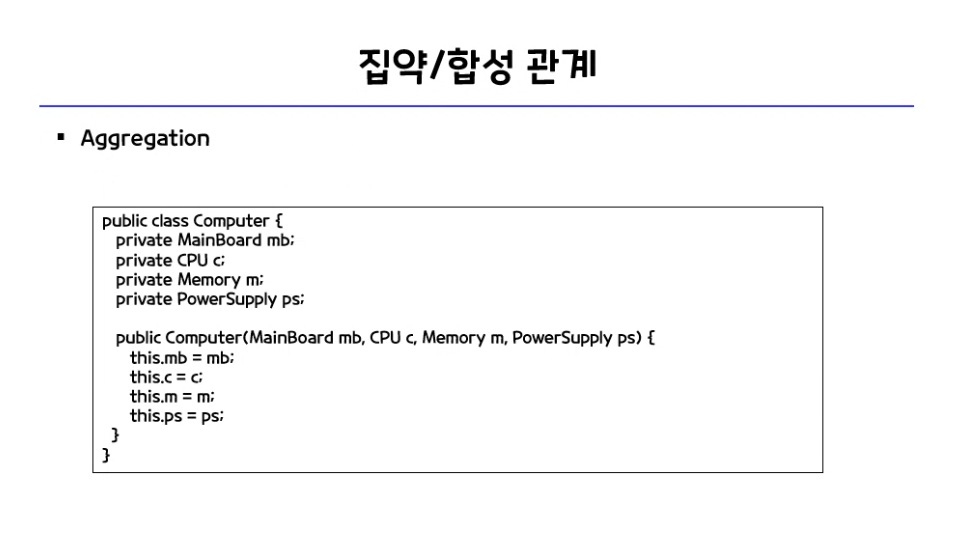 집약/합성 관계
▪ Aggregation
public class Computer {
private MainBoard mb;
private CPU c;
private Memory m;
private PowerSupply ps;
public Computer(MainBoard mb, CPU c, Memory m, PowerSupply ps) {
this.mb = mb;
this.c = c;
this.m = m;
this.ps = ps;
}
}